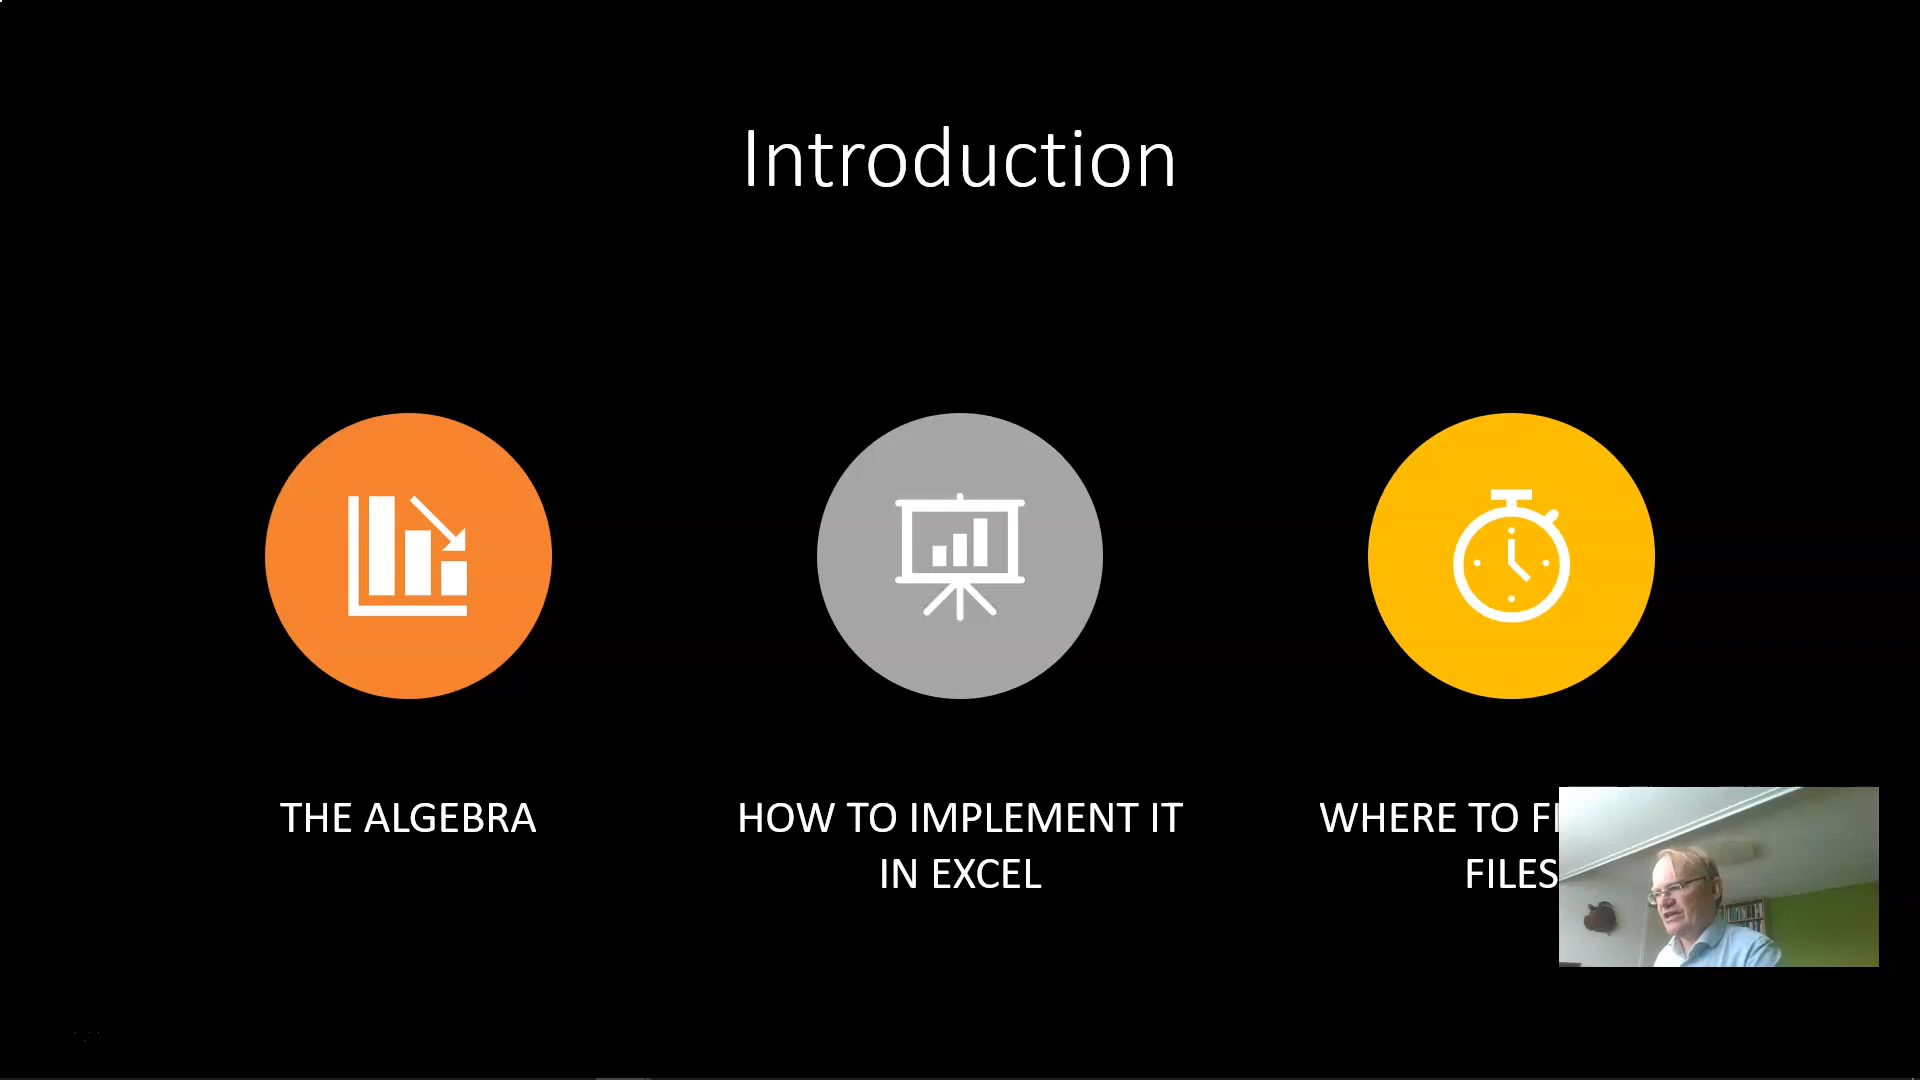 Introduction
THE ALGEBRA
HOW TO IMPLEMENT IT
IN EXCEL
WHERE TO
FILES